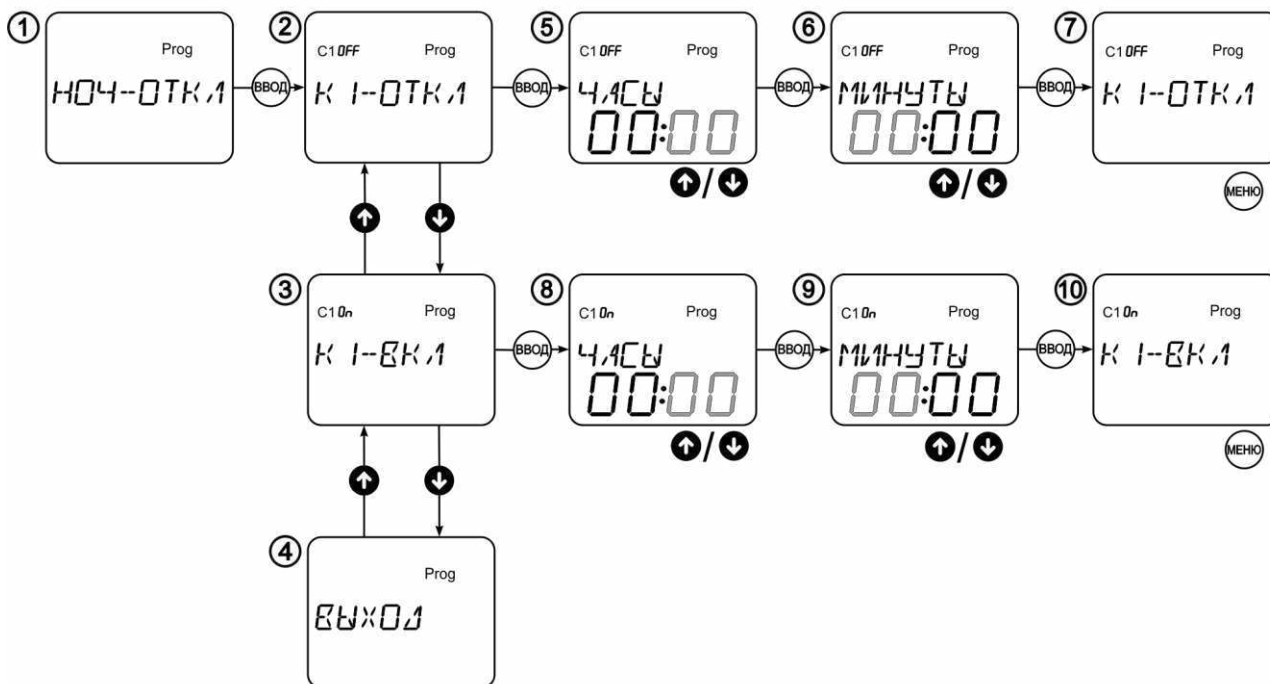 1
Prog
НОЧ-ОТКЛ
ВВОД
2
C1 OFF Prog
К 1-ОТКЛ
ВВОД
5
C1 OFF Prog
ЧАСЫ
00:00
/
ВВОД
6
C1 OFF Prog
МИНУТЫ
00:00
/
ВВОД
7
C1 OFF Prog
К 1-ОТКЛ
МЕНЮ
3
C1 On Prog
К 1-ВКЛ
ВВОД
8
C1 On Prog
ЧАСЫ
00:00
/
ВВОД
9
C1 On Prog
МИНУТЫ
00:00
/
ВВОД
10
C1 On Prog
К 1-ВКЛ
МЕНЮ
4
Prog
ВЫХОД